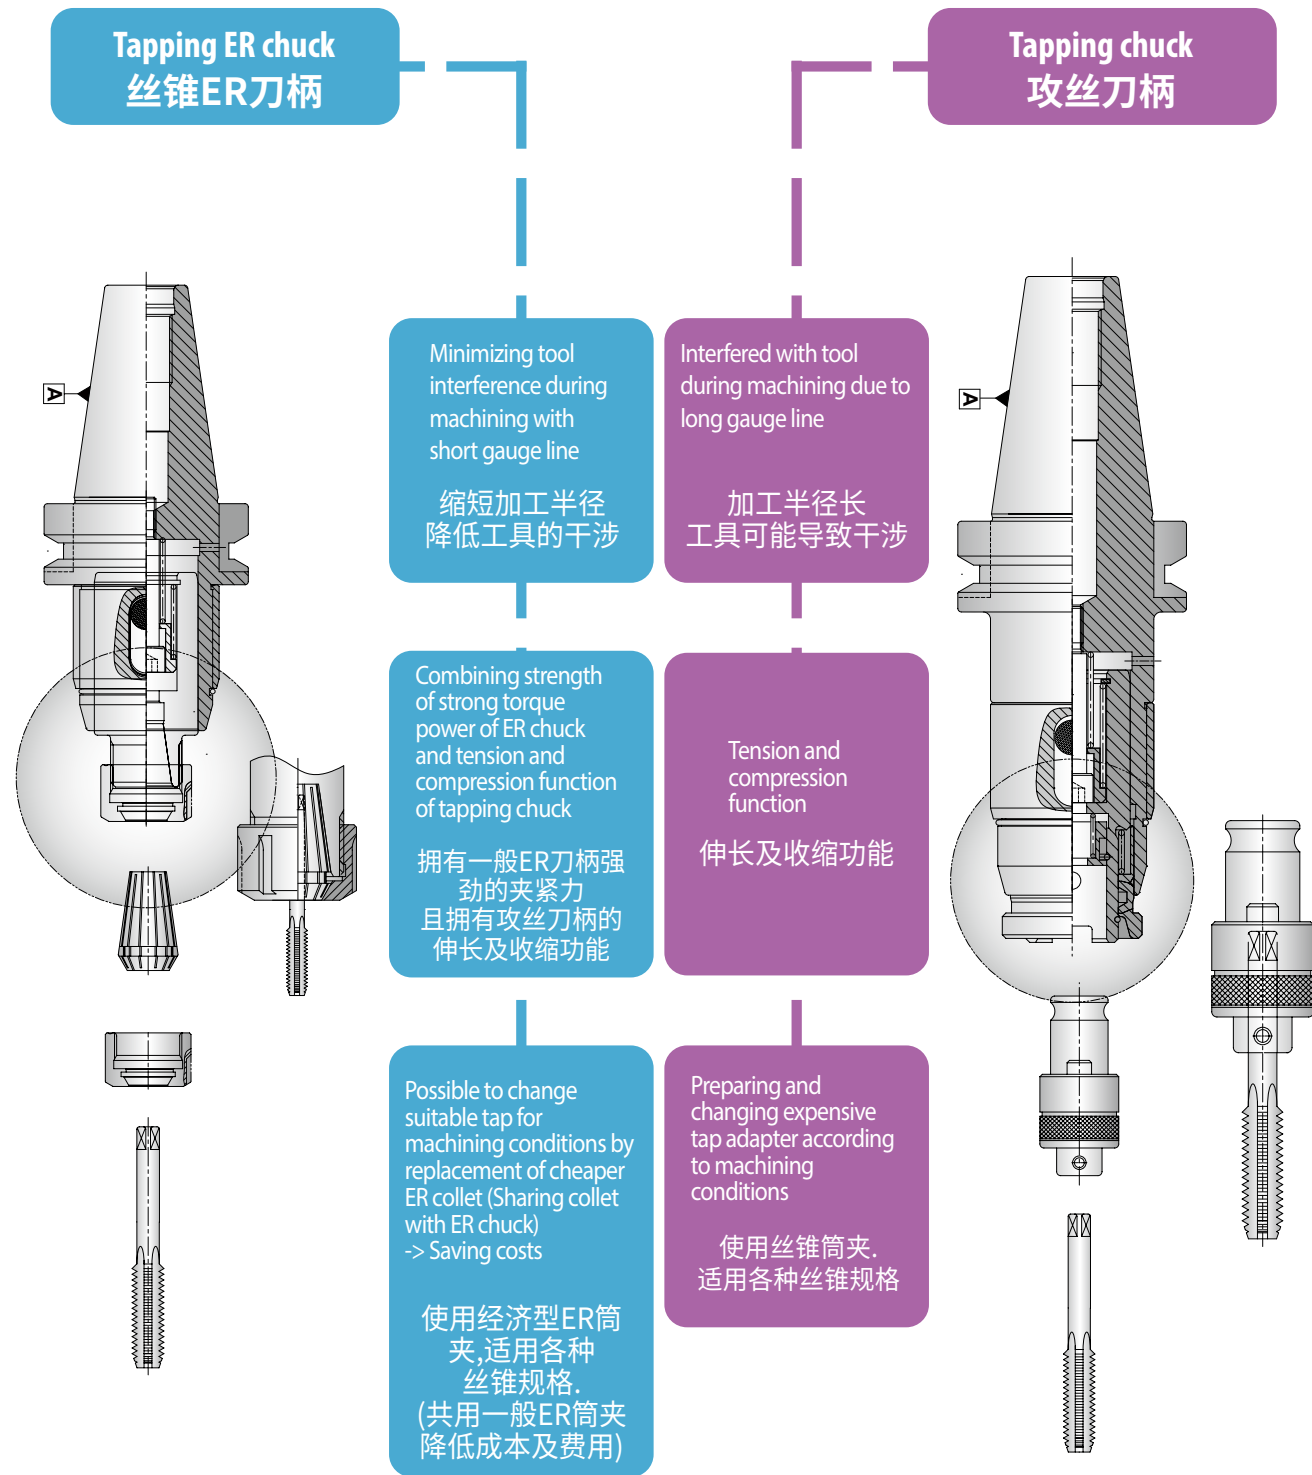 Tapping ER chuck
丝锥ER刀柄
Tapping chuck
攻丝刀柄
A
A
Minimizing tool
interference during
machining with
short gauge line
缩短加工半径
降低工具的干涉
Interfered with tool
during machining due to
long gauge line
加工半径长
工具可能导致干涉
Combining strength
of strong torque
power of ER chuck
and tension and
compression function
of tapping chuck
拥有一般ER刀柄强
劲的夹紧力
且拥有攻丝刀柄的
伸长及收缩功能
Tension and
compression
function
伸长及收缩功能
Possible to change
suitable tap for
machining conditions by
replacement of cheaper
ER collet (Sharing collet
with ER chuck)
-> Saving costs
使用经济型ER筒
夹,适用各种
丝锥规格.
(共用一般ER筒夹
降低成本及费用)
Preparing and
changing expensive
tap adapter according
to machining
conditions
使用丝锥筒夹.
适用各种丝锥规格